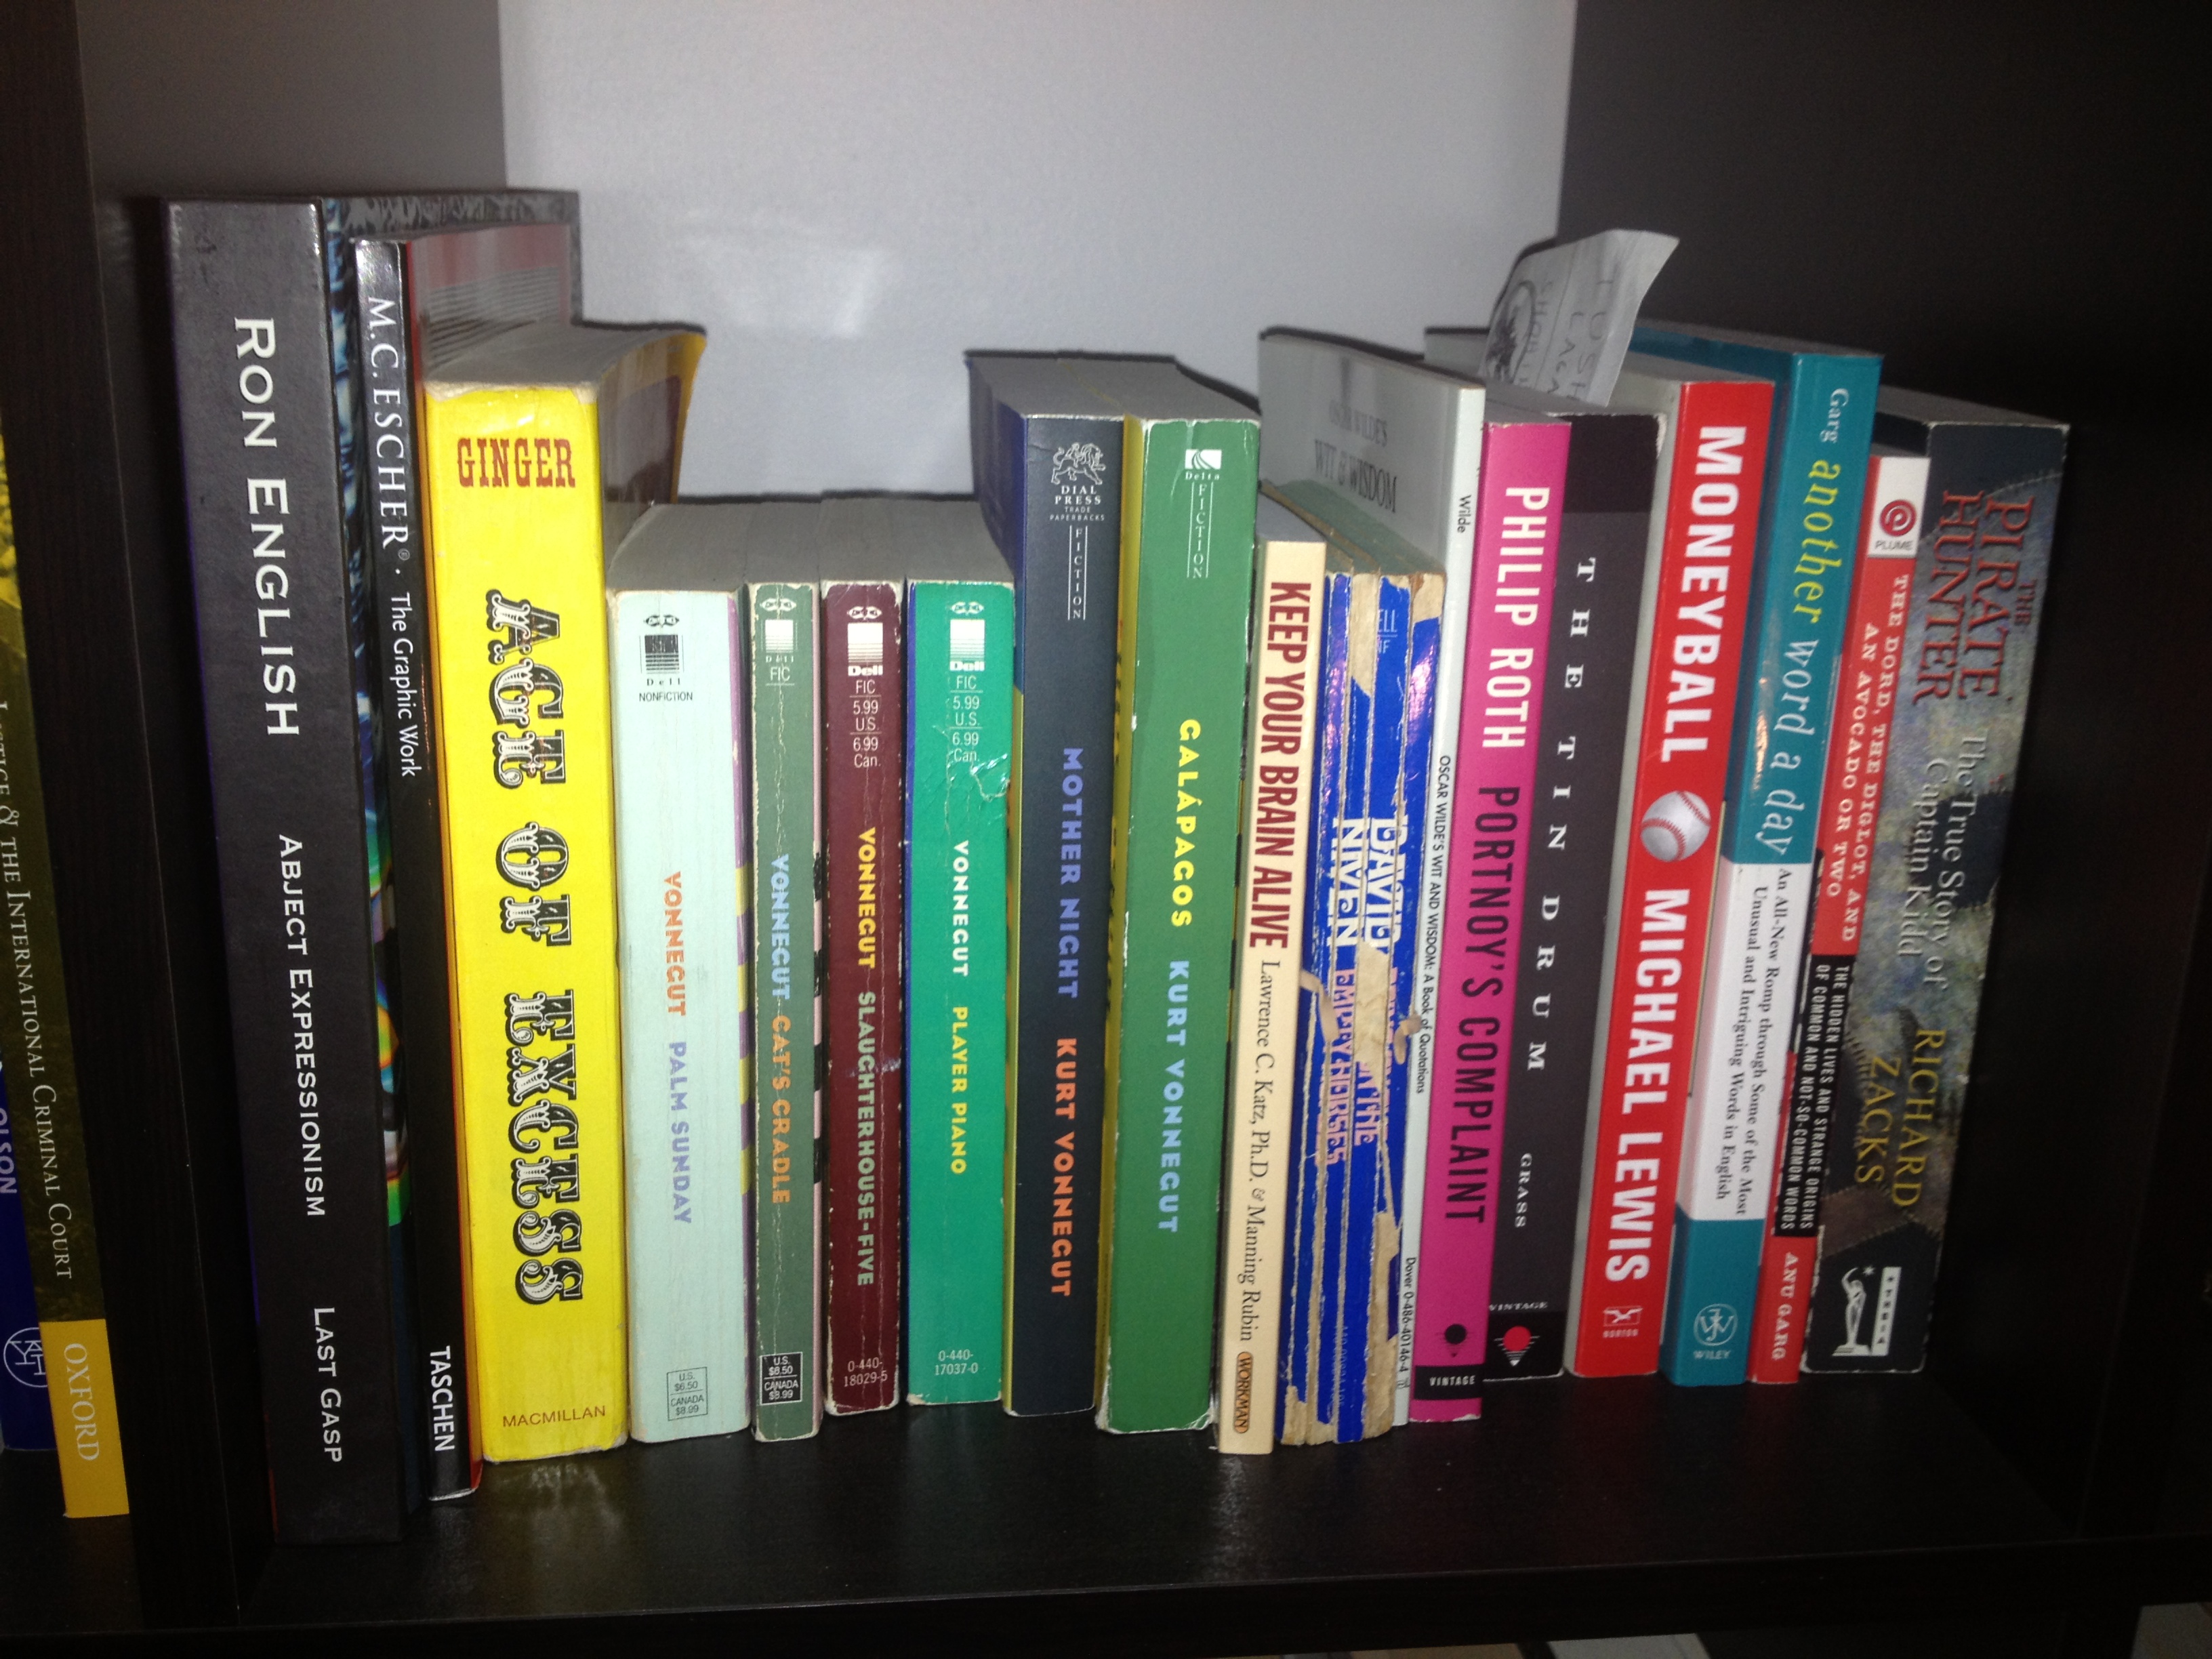 JUSTICE & THE INTERNATIONAL CRIMINAL COURT
OXFORD
OLSON
RON ENGLISH
ABJECT EXPRESSIONISM
LAST GASP
M.C. ESCHER®. The Graphic Work
TASCHEN
GINGER
AGE OF EXCESS
MACMILLAN
Dell
NONFICTION
VONNEGUT PALM SUNDAY
U.S.
$6.50
CANADA
$8.99
Dell
FIC
VONNEGUT CAT'S CRADLE
U.S.
$6.50
CANADA
$8.99
Dell
FIC
5.99
U.S.
6.99
Can.
VONNEGUT SLAUGHTERHOUSE-FIVE
0-440-
18029-5
Dell
FIC
5.99
U.S.
6.99
Can.
VONNEGUT PLAYER PIANO
0-440-
17037-0
DIAL
PRESS
TRADE
PAPERBACKS
FICTION
MOTHER NIGHT KURT VONNEGUT
Delta
FICTION
GALÁPAGOS KURT VONNEGUT
KEEP YOUR BRAIN ALIVE Lawrence C. Katz, Ph.D. & Manning Rubin
WORKMAN
DAVID
NIVEN
OSCAR WILDE'S
WIT & WISDOM
Wilde
OSCAR WILDE'S WIT AND WISDOM: A Book of Quotations
Dover 0-486-40146-4
PHILIP ROTH PORTNOY'S COMPLAINT
VINTAGE
THE TIN DRUM GRASS
VINTAGE
MONEYBALL MICHAEL LEWIS
NORTON
Garg another word a day
An All-New Romp through Some of the Most
Unusual and Intriguing Words in English
WILEY
PLUME
THE DORD, THE DIGLOT, AND
AN AVOCADO OR TWO
THE HIDDEN LIVES AND STRANGE ORIGINS
OF COMMON AND NOT-SO-COMMON WORDS
ANU GARG
THE
PIRATE
HUNTER
The True Story of
Captain Kidd
RICHARD
ZACKS